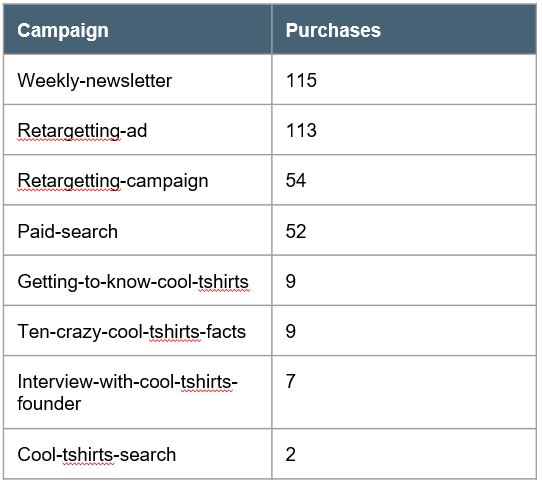 Campaign Purchases
Weekly-newsletter 115
Retargetting-ad 113
Retargetting-campaign 54
Paid-search 52
Getting-to-know-cool-tshirts 9
Ten-crazy-cool-tshirts-facts 9
Interview-with-cool-tshirts- 7
founder
Cool-tshirts-search 2